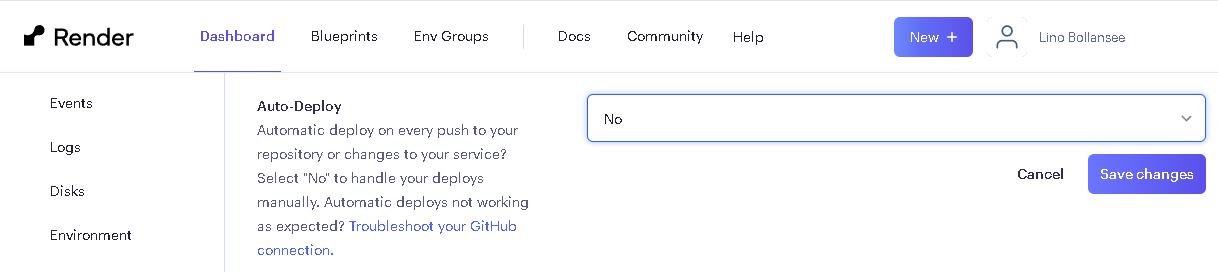 Render
Dashboard
Blueprints
Env Groups
Docs
Community
Help
New +
Lino Bollansee
Events
Logs
Disks
Environment
Auto-Deploy
Automatic deploy on every push to your
repository or changes to your service?
Select "No" to handle your deploys
manually. Automatic deploys not working
as expected? Troubleshoot your GitHub
connection.
No
Cancel
Save changes